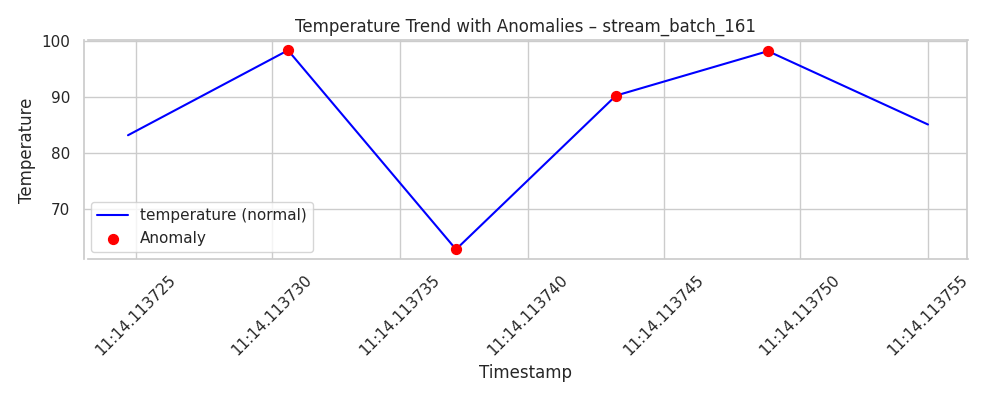 Temperature Trend with Anomalies – stream_batch_161
100
90
80
70
Temperature
temperature (normal)
Anomaly
11:14.113725
11:14.113730
11:14.113735
11:14.113740
11:14.113745
11:14.113750
11:14.113755
Timestamp